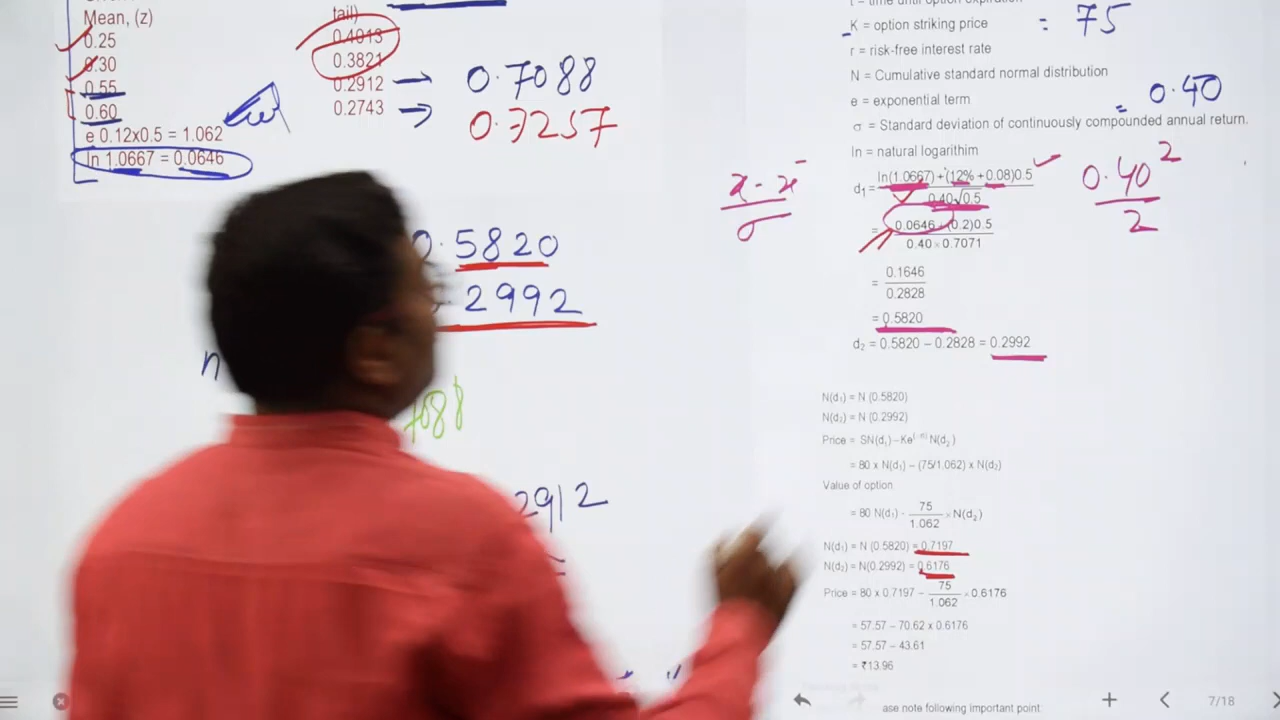 Mean, (z)
tail)
0.25
0.4013
0.30
0.3821
0.55
0.2912 → 0.7088
0.60
0.2743 → 0.7257
e 0.12x0.5 = 1.062
ln 1.0667 = 0.0646
0.5820
2992
n
7088
2912
K = option striking price = 75
r = risk-free interest rate
N = Cumulative standard normal distribution
e = exponential term = 0.40
σ = Standard deviation of continuously compounded annual return.
ln = natural logarithim
d₁ = ln(1.0667) + (12% + 0.08)0.5
0.40√0.5
= 0.0646 + (0.2)0.5
0.40 × 0.7071
= 0.1646
0.2828
= 0.5820
d₂ = 0.5820 – 0.2828 = 0.2992
x - x̄
σ
0.40²
2
N(d₁) = N (0.5820)
N(d₂) = N (0.2992)
Price = SN(d₁) – Ke N(d₂)
= 80 x N(d₁) – (75/1.062) x N(d₂)
Value of option
= 80 N(d₁) - 75
1.062 × N(d₂)
N(d₁) = N (0.5820) = 0.7197
N(d₂) = N(0.2992) = 0.6176
Price = 80 x 0.7197 – 75
1.062 × 0.6176
= 57.57 – 70.62 x 0.6176
= 57.57 – 43.61
= ₹13.96
7/18
ase note following important point: